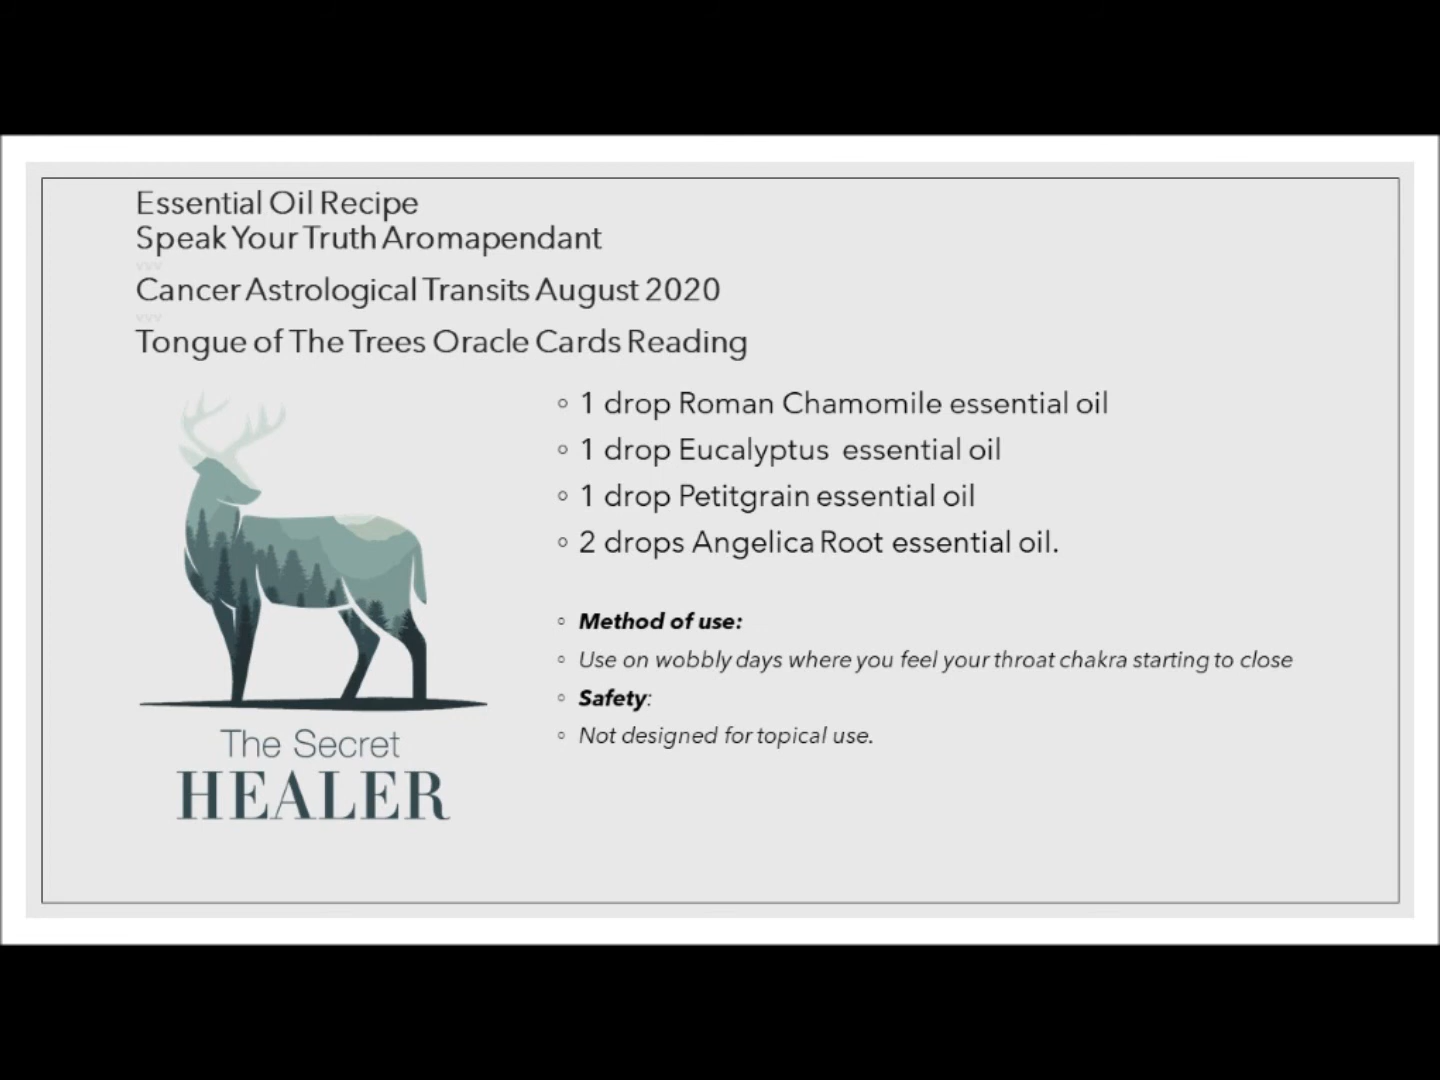 Essential Oil Recipe
Speak Your Truth Aromapendant
vvv
Cancer Astrological Transits August 2020
vvv
Tongue of The Trees Oracle Cards Reading
◦ 1 drop Roman Chamomile essential oil
◦ 1 drop Eucalyptus essential oil
◦ 1 drop Petitgrain essential oil
◦ 2 drops Angelica Root essential oil.
◦ Method of use:
◦ Use on wobbly days where you feel your throat chakra starting to close
◦ Safety:
◦ Not designed for topical use.
The Secret
HEALER